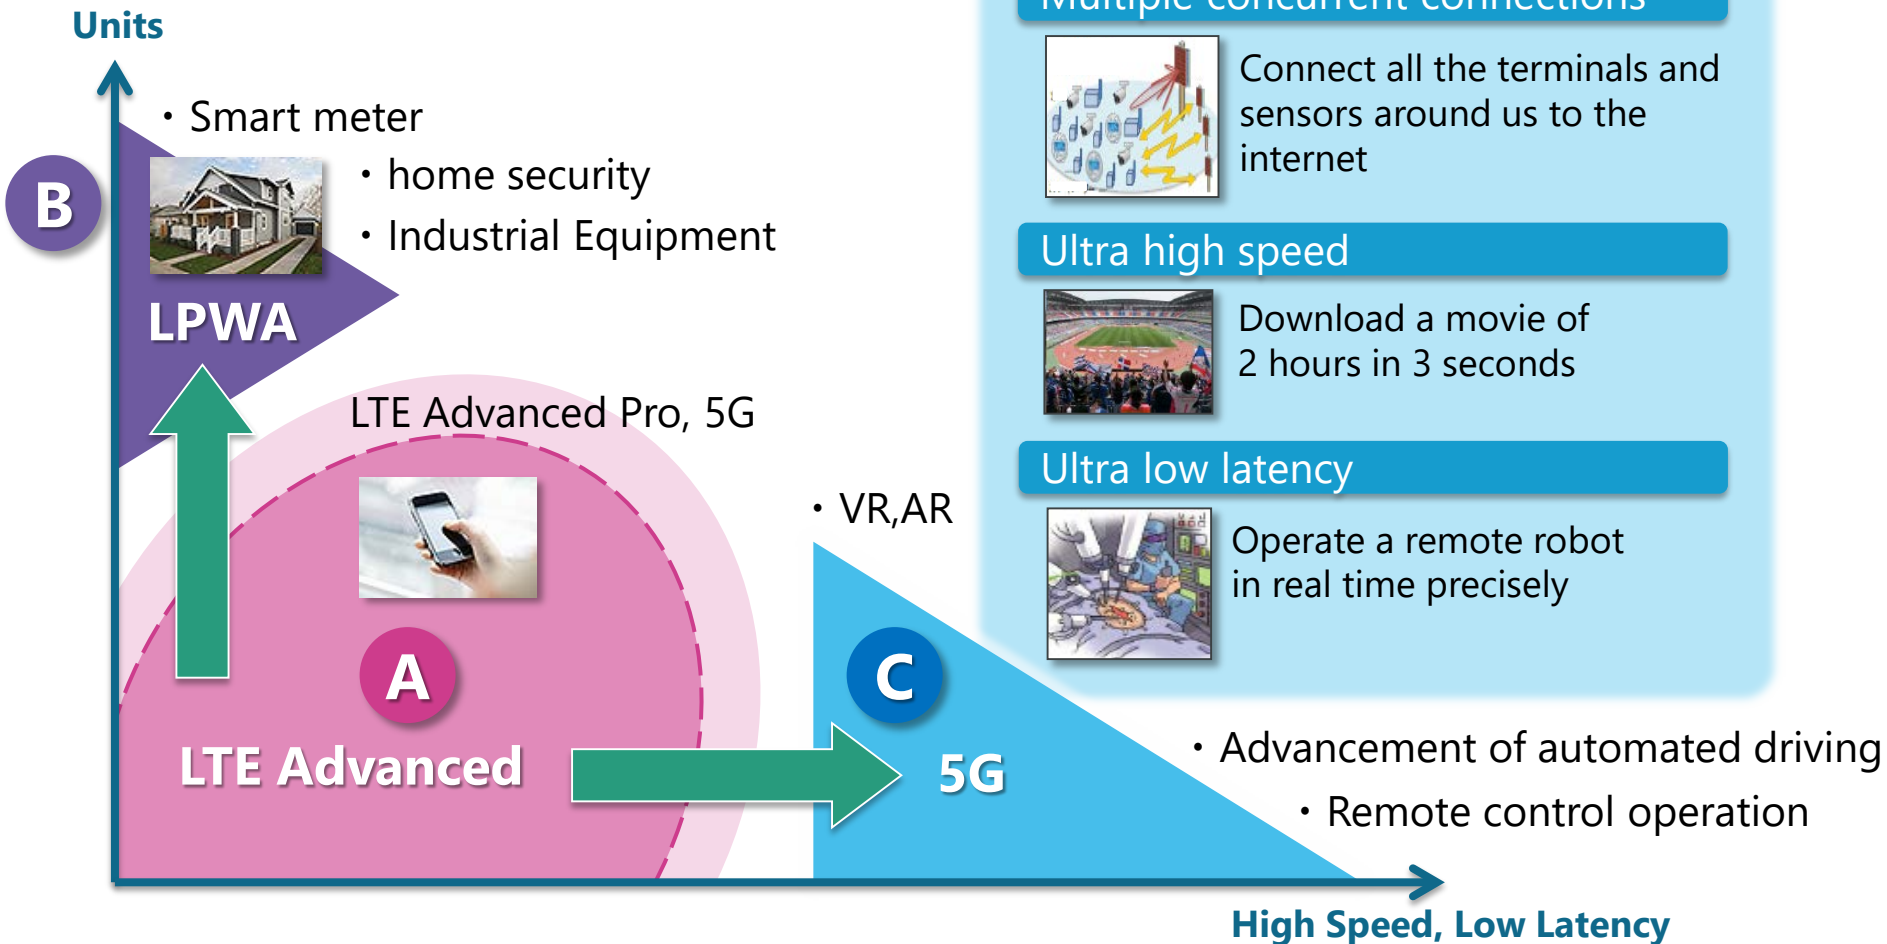 Units
・Smart meter
・home security
・Industrial Equipment
B
LPWA
LTE Advanced Pro, 5G
A
LTE Advanced
・VR,AR
C
5G
・Advancement of automated driving
・Remote control operation
High Speed, Low Latency
Multiple concurrent connections
Connect all the terminals and
sensors around us to the
internet
Ultra high speed
Download a movie of
2 hours in 3 seconds
Ultra low latency
Operate a remote robot
in real time precisely